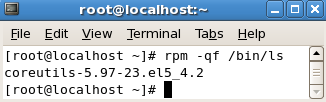 root@localhost:~
File Edit View Terminal Tabs Help
[root@localhost ~]# rpm -qf /bin/ls
coreutils-5.97-23.el5_4.2
[root@localhost ~]#